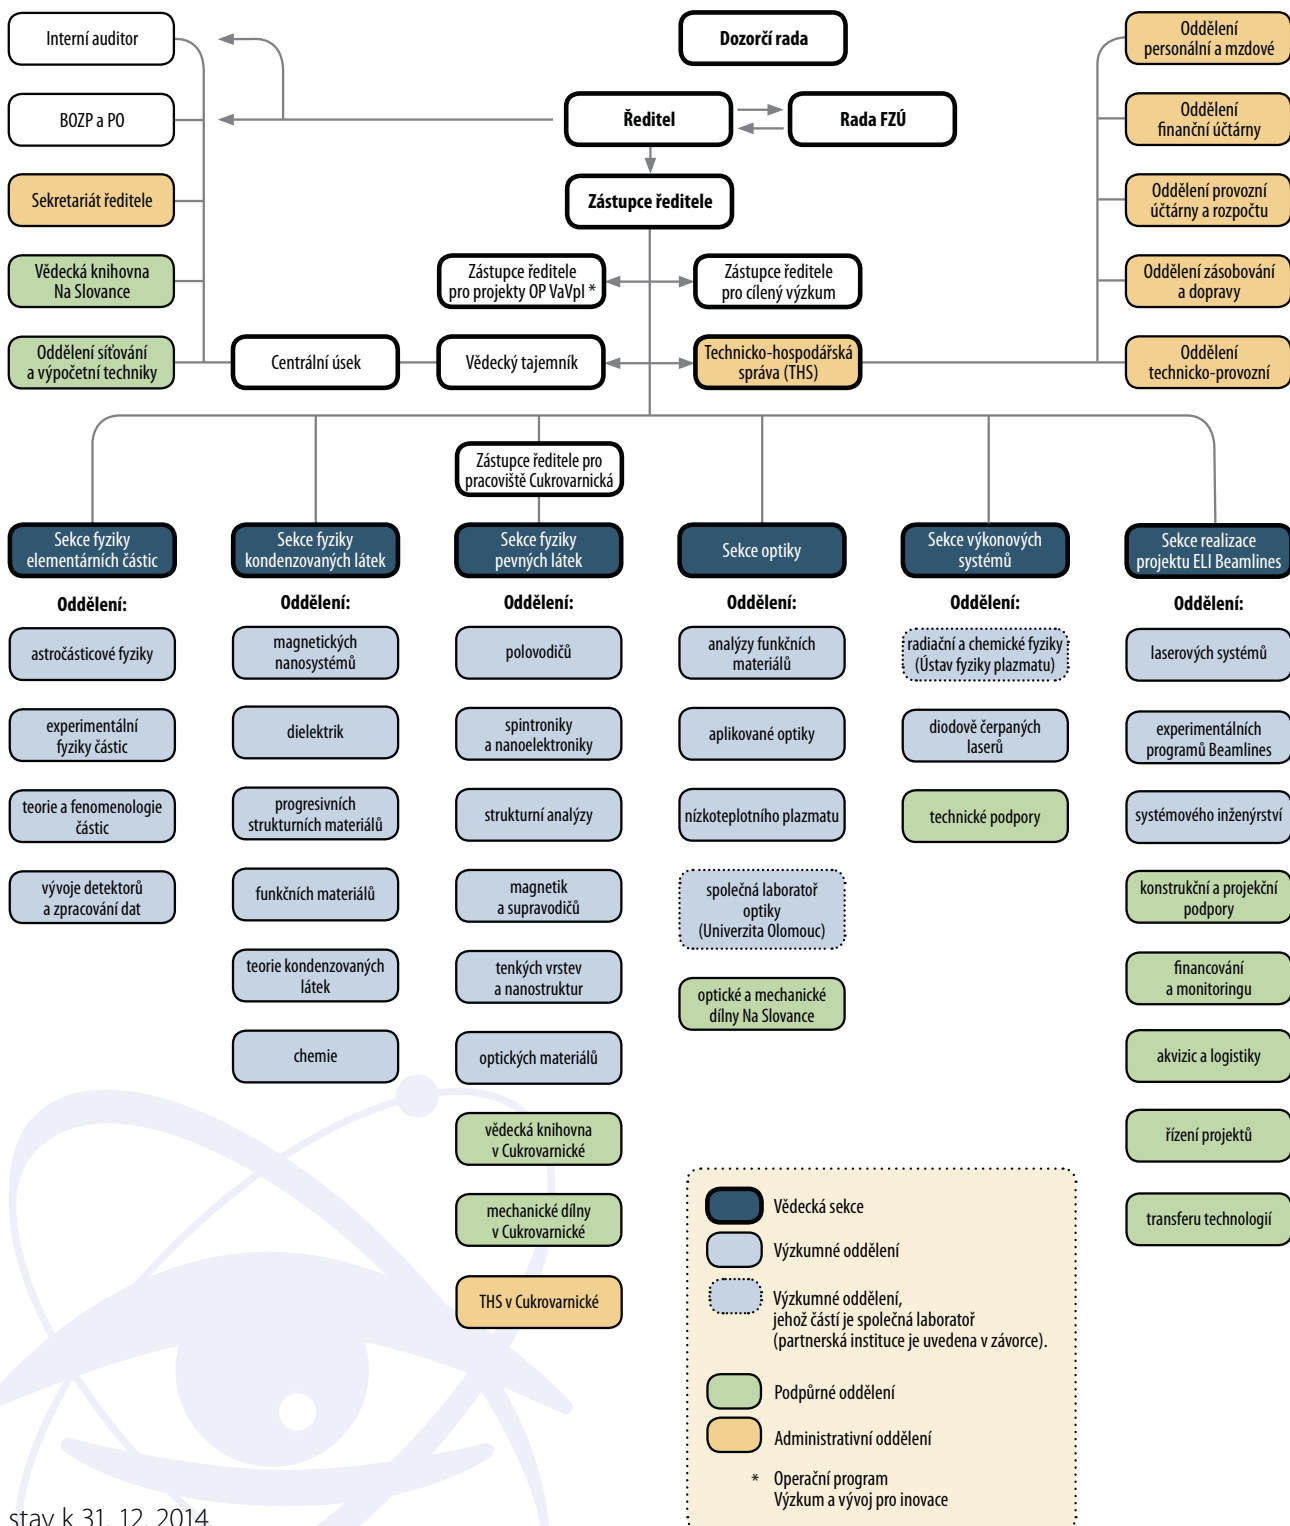 Interní auditor
Dozorčí rada
Oddělení
personální a mzdové
BOZP a PO
Ředitel
Rada FZÚ
Oddělení
finanční účtárny
Sekretariát ředitele
Zástupce ředitele
Oddělení provozní
účtárny a rozpočtu
Vědecká knihovna
Na Slovance
Zástupce ředitele
pro projekty OP VaVpI *
Zástupce ředitele
pro cílený výzkum
Oddělení zásobování
a dopravy
Oddělení síťování
a výpočetní techniky
Centrální úsek
Vědecký tajemník
Technicko-hospodářská
správa (THS)
Oddělení
technicko-provozní
Zástupce ředitele pro
pracoviště Cukrovarnická
Sekce fyziky
elementárních částic
Sekce fyziky
kondenzovaných látek
Sekce fyziky
pevných látek
Sekce optiky
Sekce výkonových
systémů
Sekce realizace
projektu ELI Beamlines
Oddělení:
astročásticové fyziky
experimentální
fyziky částic
teorie a fenomenologie
částic
vývoje detektorů
a zpracování dat
Oddělení:
magnetických
nanosystémů
dielektrik
progresivních
strukturních materiálů
funkčních materiálů
teorie kondenzovaných
látek
chemie
Oddělení:
polovodičů
spintroniky
a nanoelektroniky
strukturní analýzy
magnetik
a supravodičů
tenkých vrstev
a nanostruktur
optických materiálů
vědecká knihovna
v Cukrovarnické
mechanické dílny
v Cukrovarnické
THS v Cukrovarnické
Oddělení:
analýzy funkčních
materiálů
aplikované optiky
nízkoteplotního plazmatu
společná laboratoř
optiky
(Univerzita Olomouc)
optické a mechanické
dílny Na Slovance
Oddělení:
radiační a chemické fyziky
(Ústav fyziky plazmatu)
diodově čerpaných
laserů
technické podpory
Oddělení:
laserových systémů
experimentálních
programů Beamlines
systémového inženýrství
konstrukční a projekční
podpory
financování
a monitoringu
akvizic a logistiky
řízení projektů
transferu technologií
Vědecká sekce
Výzkumné oddělení
Výzkumné oddělení,
jehož částí je společná laboratoř
(partnerská instituce je uvedena v závorce).
Podpůrné oddělení
Administrativní oddělení
* Operační program
Výzkum a vývoj pro inovace
stav k 31. 12. 2014